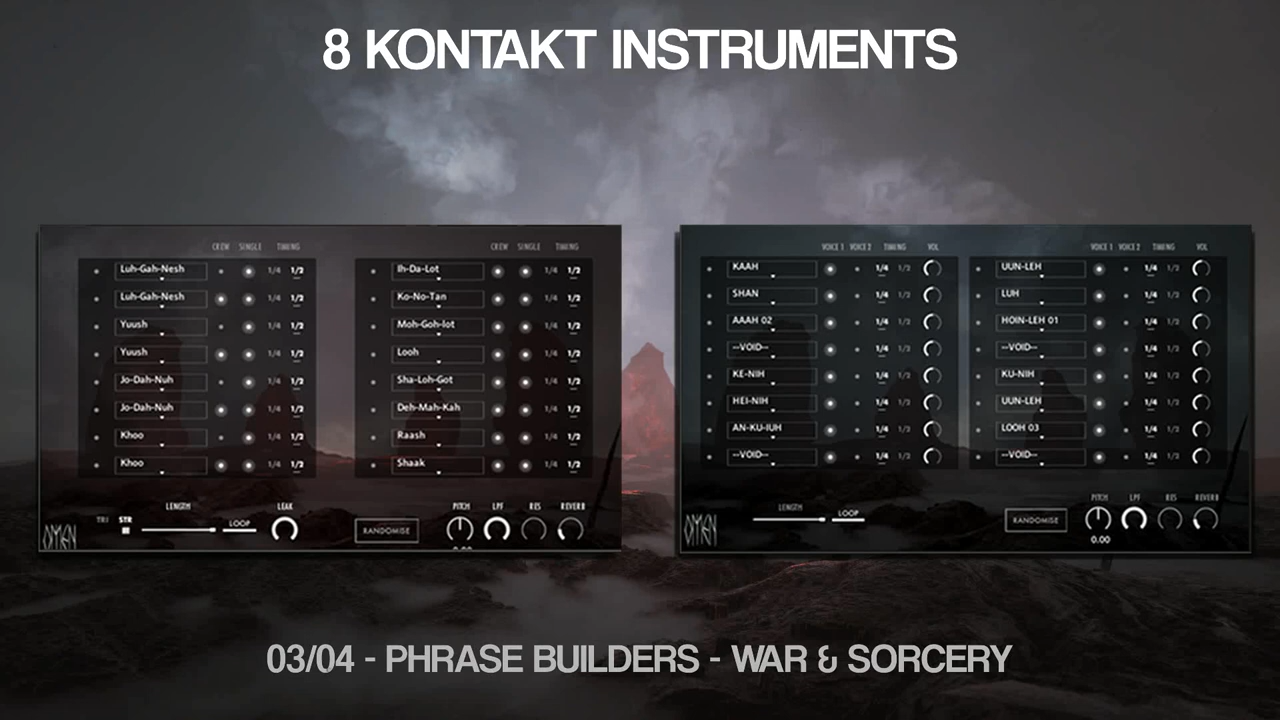 8 KONTAKT INSTRUMENTS
CREW SINGLE TIMING CREW SINGLE TIMING
Luh-Gah-Nesh 1/4 1/2 Ih-Da-Lot 1/4 1/2
Luh-Gah-Nesh 1/4 1/2 Ko-No-Tan 1/4 1/2
Yuush 1/4 1/2 Moh-Goh-Iot 1/4 1/2
Yuush 1/4 1/2 Looh 1/4 1/2
Jo-Dah-Nuh 1/4 1/2 Sha-Loh-Got 1/4 1/2
Jo-Dah-Nuh 1/4 1/2 Deh-Mah-Kah 1/4 1/2
Khoo 1/4 1/2 Raash 1/4 1/2
Khoo 1/4 1/2 Shaak 1/4 1/2
LENGTH LEAK PITCH LPF RES REVERB
TRI STR LOOP RANDOMISE
OMEN 0.00
VOICE 1 VOICE 2 TIMING VOL VOICE 1 VOICE 2 TIMING VOL
KAAH 1/4 1/2 UUN-LEH 1/4 1/2
SHAN 1/4 1/2 LUH 1/4 1/2
AAAH 02 1/4 1/2 HOIN-LEH 01 1/4 1/2
--VOID-- 1/4 1/2 --VOID-- 1/4 1/2
KE-NIH 1/4 1/2 KU-NIH 1/4 1/2
HEI-NIH 1/4 1/2 UUN-LEH 1/4 1/2
AN-KU-IUH 1/4 1/2 LOOH 03 1/4 1/2
--VOID-- 1/4 1/2 --VOID-- 1/4 1/2
LENGTH PITCH LPF RES REVERB
LOOP RANDOMISE
OMEN 0.00
03/04 - PHRASE BUILDERS - WAR & SORCERY